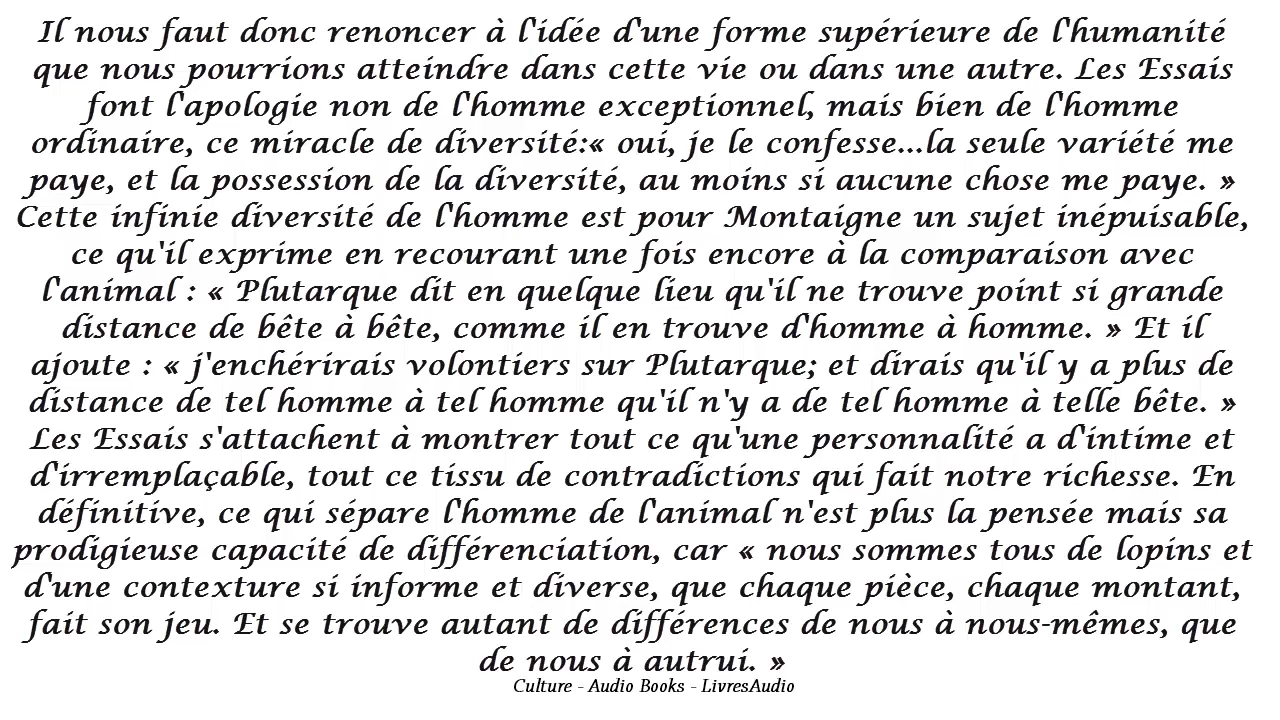 Il nous faut donc renoncer à l'idée d'une forme supérieure de l'humanité
que nous pourrions atteindre dans cette vie ou dans une autre. Les Essais
font l'apologie non de l'homme exceptionnel, mais bien de l'homme
ordinaire, ce miracle de diversité:« oui, je le confesse...la seule variété me
paye, et la possession de la diversité, au moins si aucune chose me paye. »
Cette infinie diversité de l'homme est pour Montaigne un sujet inépuisable,
ce qu'il exprime en recourant une fois encore à la comparaison avec
l'animal : « Plutarque dit en quelque lieu qu'il ne trouve point si grande
distance de bête à bête, comme il en trouve d'homme à homme. » Et il
ajoute : « j'enchérirais volontiers sur Plutarque; et dirais qu'il y a plus de
distance de tel homme à tel homme qu'il n'y a de tel homme à telle bête. »
Les Essais s'attachent à montrer tout ce qu'une personnalité a d'intime et
d'irremplaçable, tout ce tissu de contradictions qui fait notre richesse. En
définitive, ce qui sépare l'homme de l'animal n'est plus la pensée mais sa
prodigieuse capacité de différenciation, car « nous sommes tous de lopins et
d'une contexture si informe et diverse, que chaque pièce, chaque montant,
fait son jeu. Et se trouve autant de différences de nous à nous-mêmes, que
de nous à autrui. »
Culture - Audio Books - LivresAudio